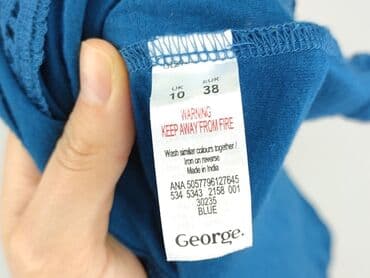 UK EUR
10 38
WARNING
KEEP AWAY FROM FIRE
Wash similar colours together /
Iron on reverse
Made in India
ANA 5057796127645
534 5343 2158 001
30235
BLUE
George.